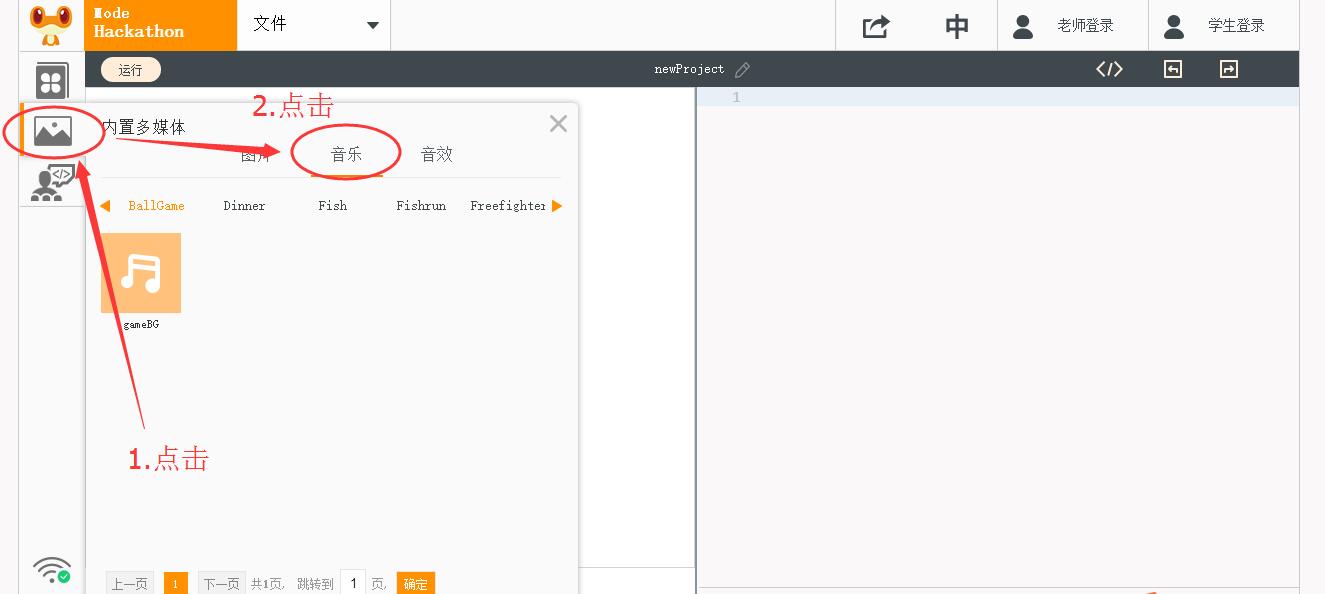 Mode
Hackathon
文件
中
老师登录
学生登录
运行
newProject
1
2.点击
内置多媒体
图库
音乐
音效
BallGame
Dinner
Fish
Fishrun
Freefighter
gameBG
1.点击
上一页
1
下一页
共1页,
跳转到
1
页,
确定